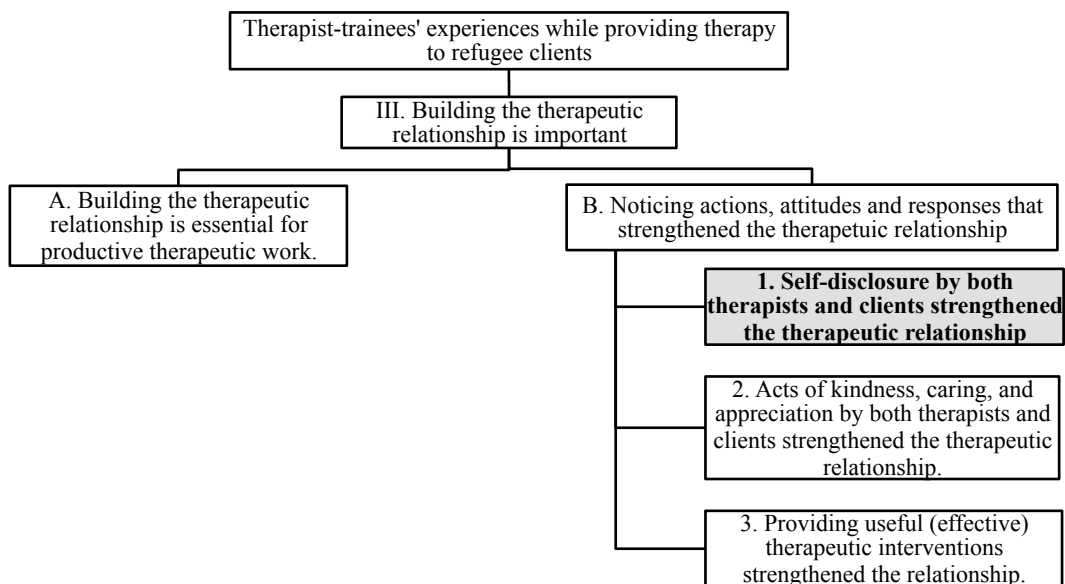 Therapist-trainees' experiences while providing therapy
to refugee clients
III. Building the therapeutic
relationship is important
A. Building the therapeutic
relationship is essential for
productive therapeutic work.
B. Noticing actions, attitudes and responses that
strengthened the therapetuic relationship
1. Self-disclosure by both
therapists and clients strengthened
the therapeutic relationship
2. Acts of kindness, caring, and
appreciation by both therapists and
clients strengthened the therapeutic
relationship.
3. Providing useful (effective)
therapeutic interventions
strengthened the relationship.